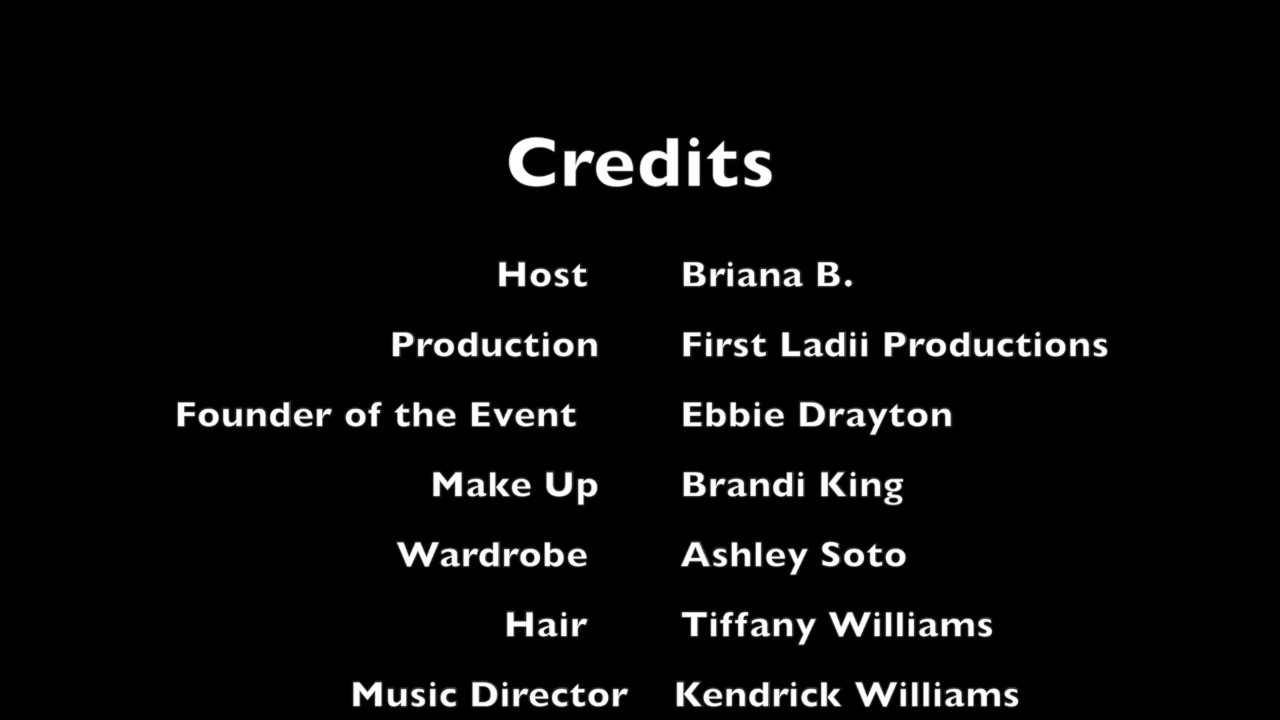 Credits
Host Briana B.
Production First Ladii Productions
Founder of the Event Ebbie Drayton
Make Up Brandi King
Wardrobe Ashley Soto
Hair Tiffany Williams
Music Director Kendrick Williams